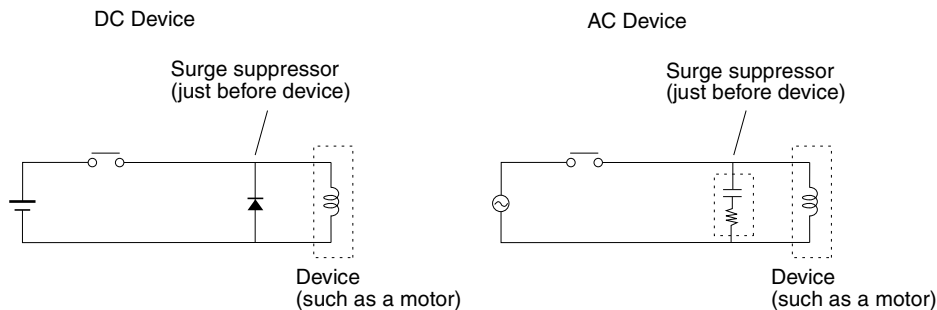 DC Device
AC Device
Surge suppressor
(just before device)
Surge suppressor
(just before device)
Device
(such as a motor)
Device
(such as a motor)